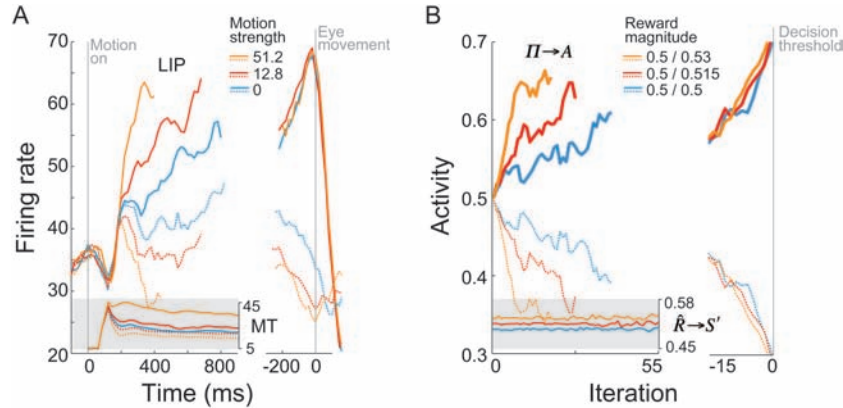 A
Motion on
LIP
Motion strength
51.2
12.8
0
Eye movement
Firing rate
70
60
50
40
30
20
MT
45
5
0
400
800
-200
0
Time (ms)
B
Π→A
Reward magnitude
0.5 / 0.53
0.5 / 0.515
0.5 / 0.5
Decision threshold
Activity
0.7
0.6
0.5
0.4
0.3
0.58
R̂→S'
0.45
0
55
-15
0
Iteration